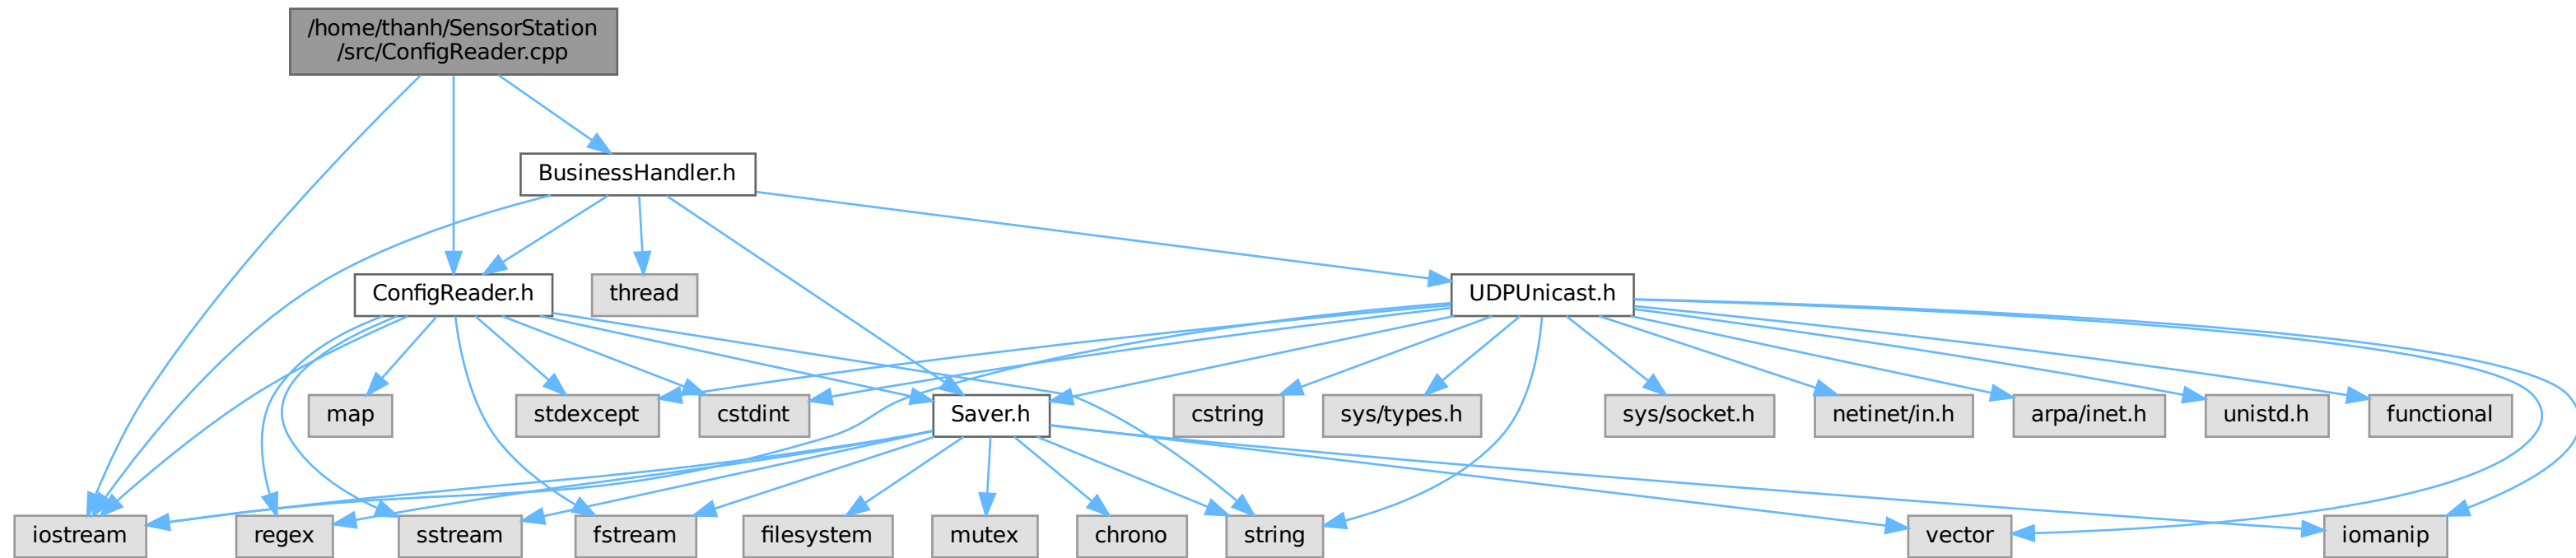 /home/thanh/SensorStation
/src/ConfigReader.cpp
BusinessHandler.h
ConfigReader.h
thread
UDPUnicast.h
map
stdexcept
cstdint
Saver.h
cstring
sys/types.h
sys/socket.h
netinet/in.h
arpa/inet.h
unistd.h
functional
iostream
regex
sstream
fstream
filesystem
mutex
chrono
string
vector
iomanip